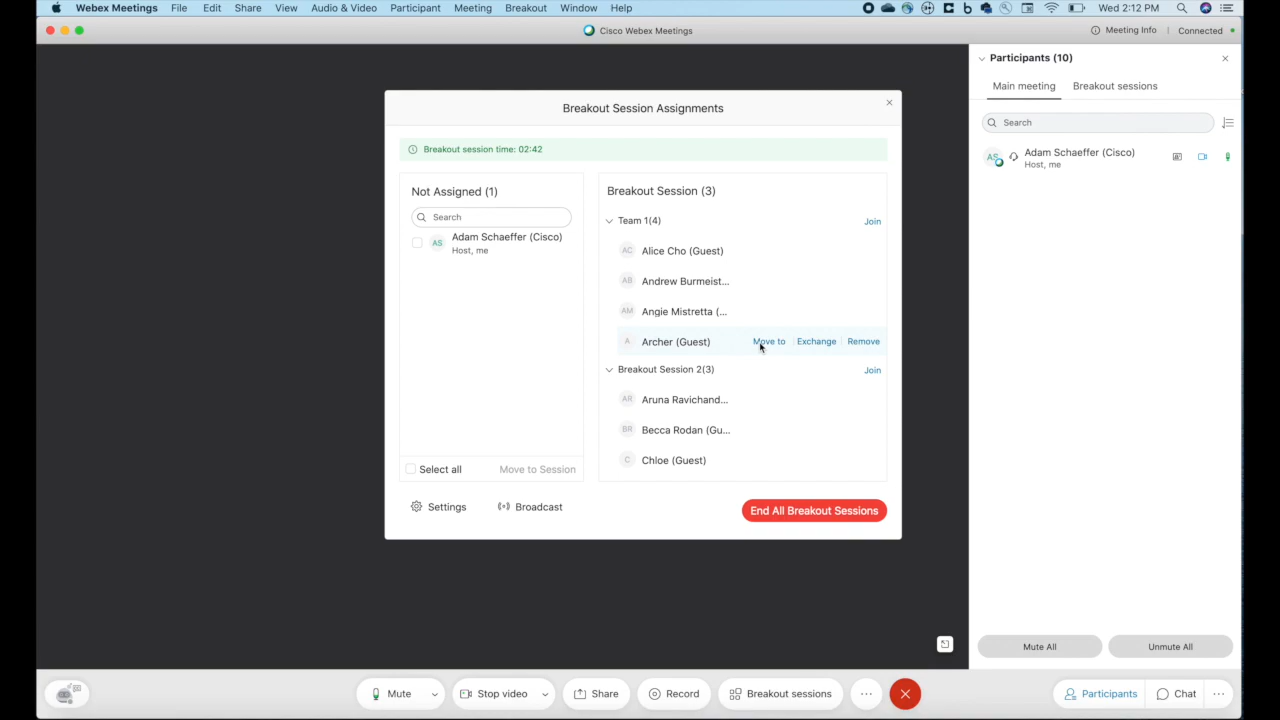 Webex Meetings File Edit Share View Audio & Video Participant Meeting Breakout Window Help Wed 2:12 PM
Cisco Webex Meetings
Meeting Info Connected
Breakout Session Assignments
Breakout session time: 02:42
Not Assigned (1)
Search
AS Adam Schaeffer (Cisco)
Host, me
Select all Move to Session
Breakout Session (3)
Team 1(4) Join
AC Alice Cho (Guest)
AB Andrew Burmeist...
AM Angie Mistretta (...
A Archer (Guest) Move to Exchange Remove
Breakout Session 2(3) Join
AR Aruna Ravichand...
BR Becca Rodan (Gu...
C Chloe (Guest)
Settings Broadcast End All Breakout Sessions
Participants (10)
Main meeting Breakout sessions
Search
AS Adam Schaeffer (Cisco)
Host, me
Mute All Unmute All
Mute Stop video Share Record Breakout sessions Participants Chat